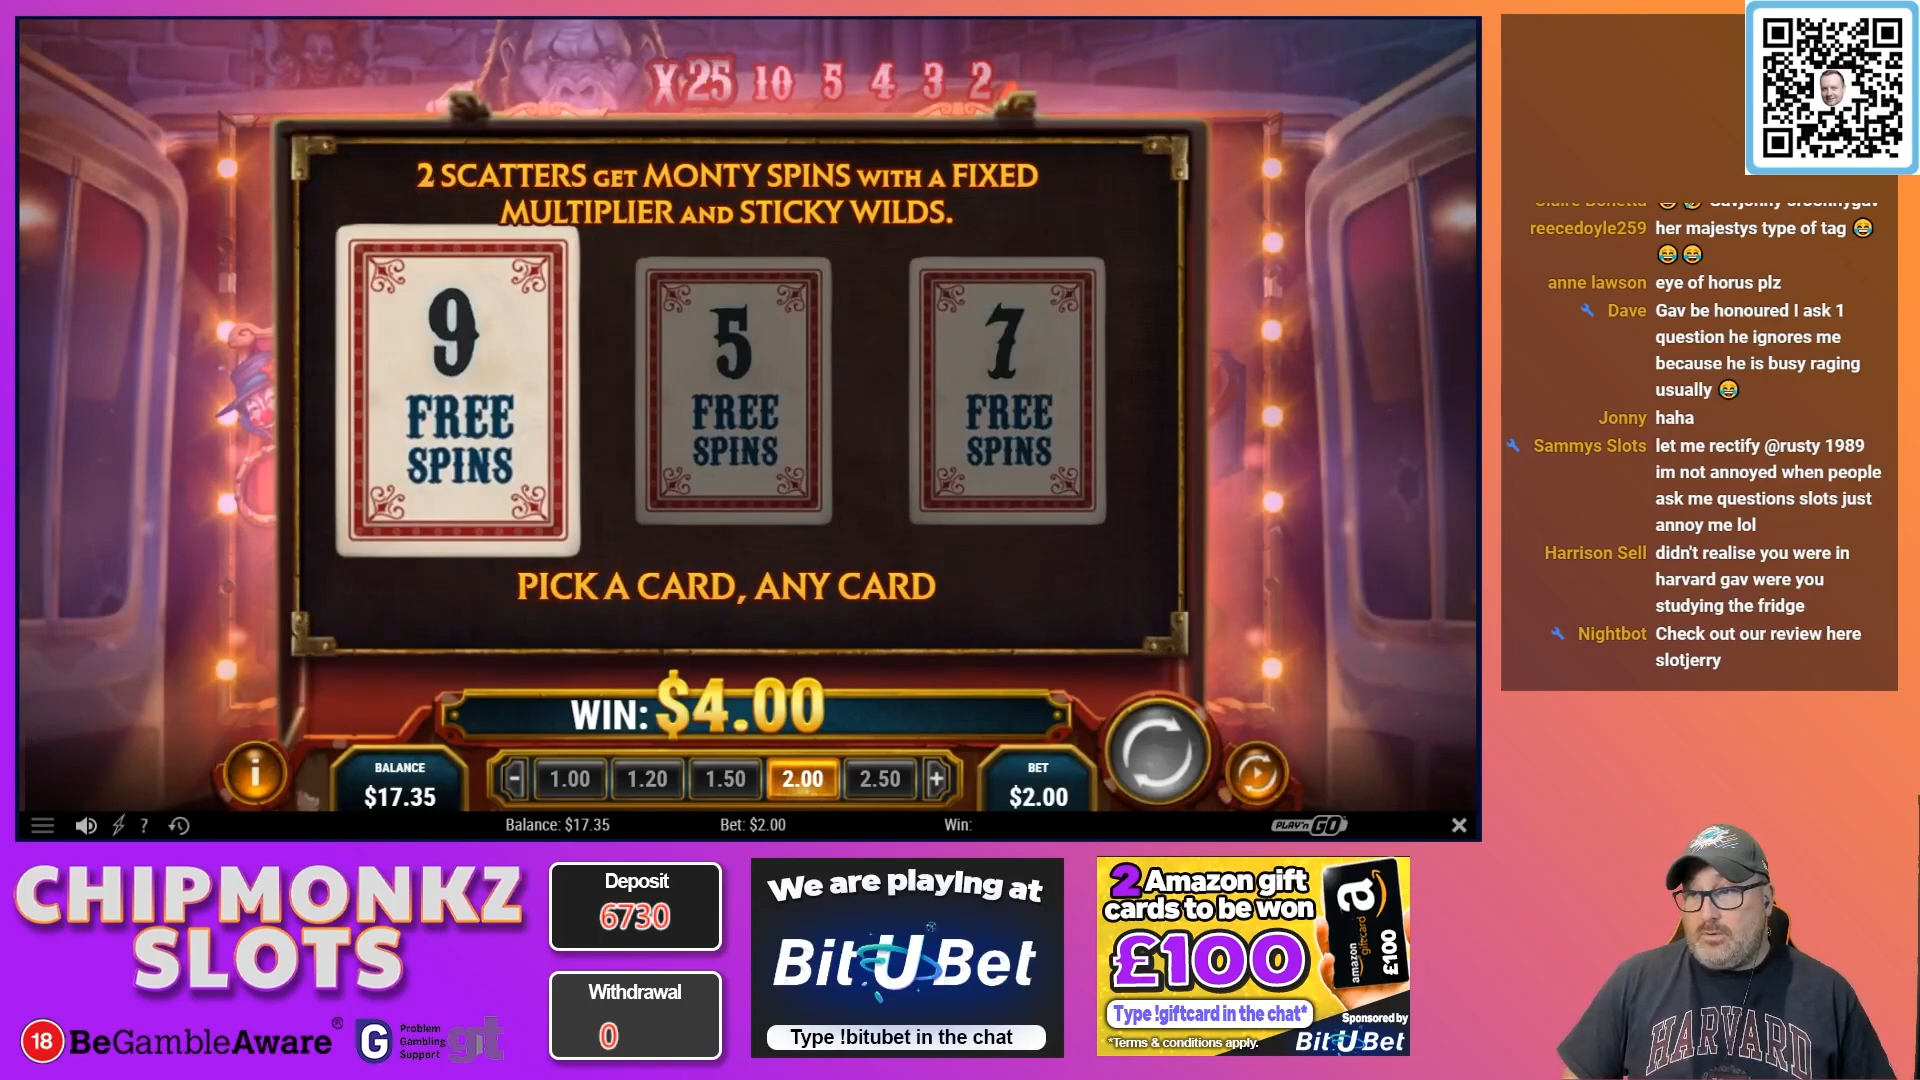 X25 10 5 4 3 2
2 SCATTERS GET MONTY SPINS WITH A FIXED
MULTIPLIER AND STICKY WILDS.
9
FREE
SPINS
5
FREE
SPINS
7
FREE
SPINS
PICK A CARD, ANY CARD
WIN: $4.00
i
BALANCE
$17.35
- 1.00 1.20 1.50 2.00 2.50 +
BET
$2.00
? Balance: $17.35 Bet: $2.00 Win: PLAY'n GO
reecedoyle259 her majestys type of tag 😂
😂 😂
anne lawson eye of horus plz
Dave Gav be honoured I ask 1
question he ignores me
because he is busy raging
usually 😂
Jonny haha
Sammys Slots let me rectify @rusty 1989
im not annoyed when people
ask me questions slots just
annoy me lol
Harrison Sell didn't realise you were in
harvard gav were you
studying the fridge
Nightbot Check out our review here
slotjerry
CHIPMONKZ
SLOTS
18 BeGambleAware®
G Problem
Gambling
Support
gt
Deposit
6730
Withdrawal
0
We are playing at
BitUBet
Type !bitubet in the chat
2 Amazon gift
cards to be won
£100
Type !giftcard in the chat*
*Terms & conditions apply.
Sponsored by
BitUBet
a
amazon
giftcard
£100
HARVARD